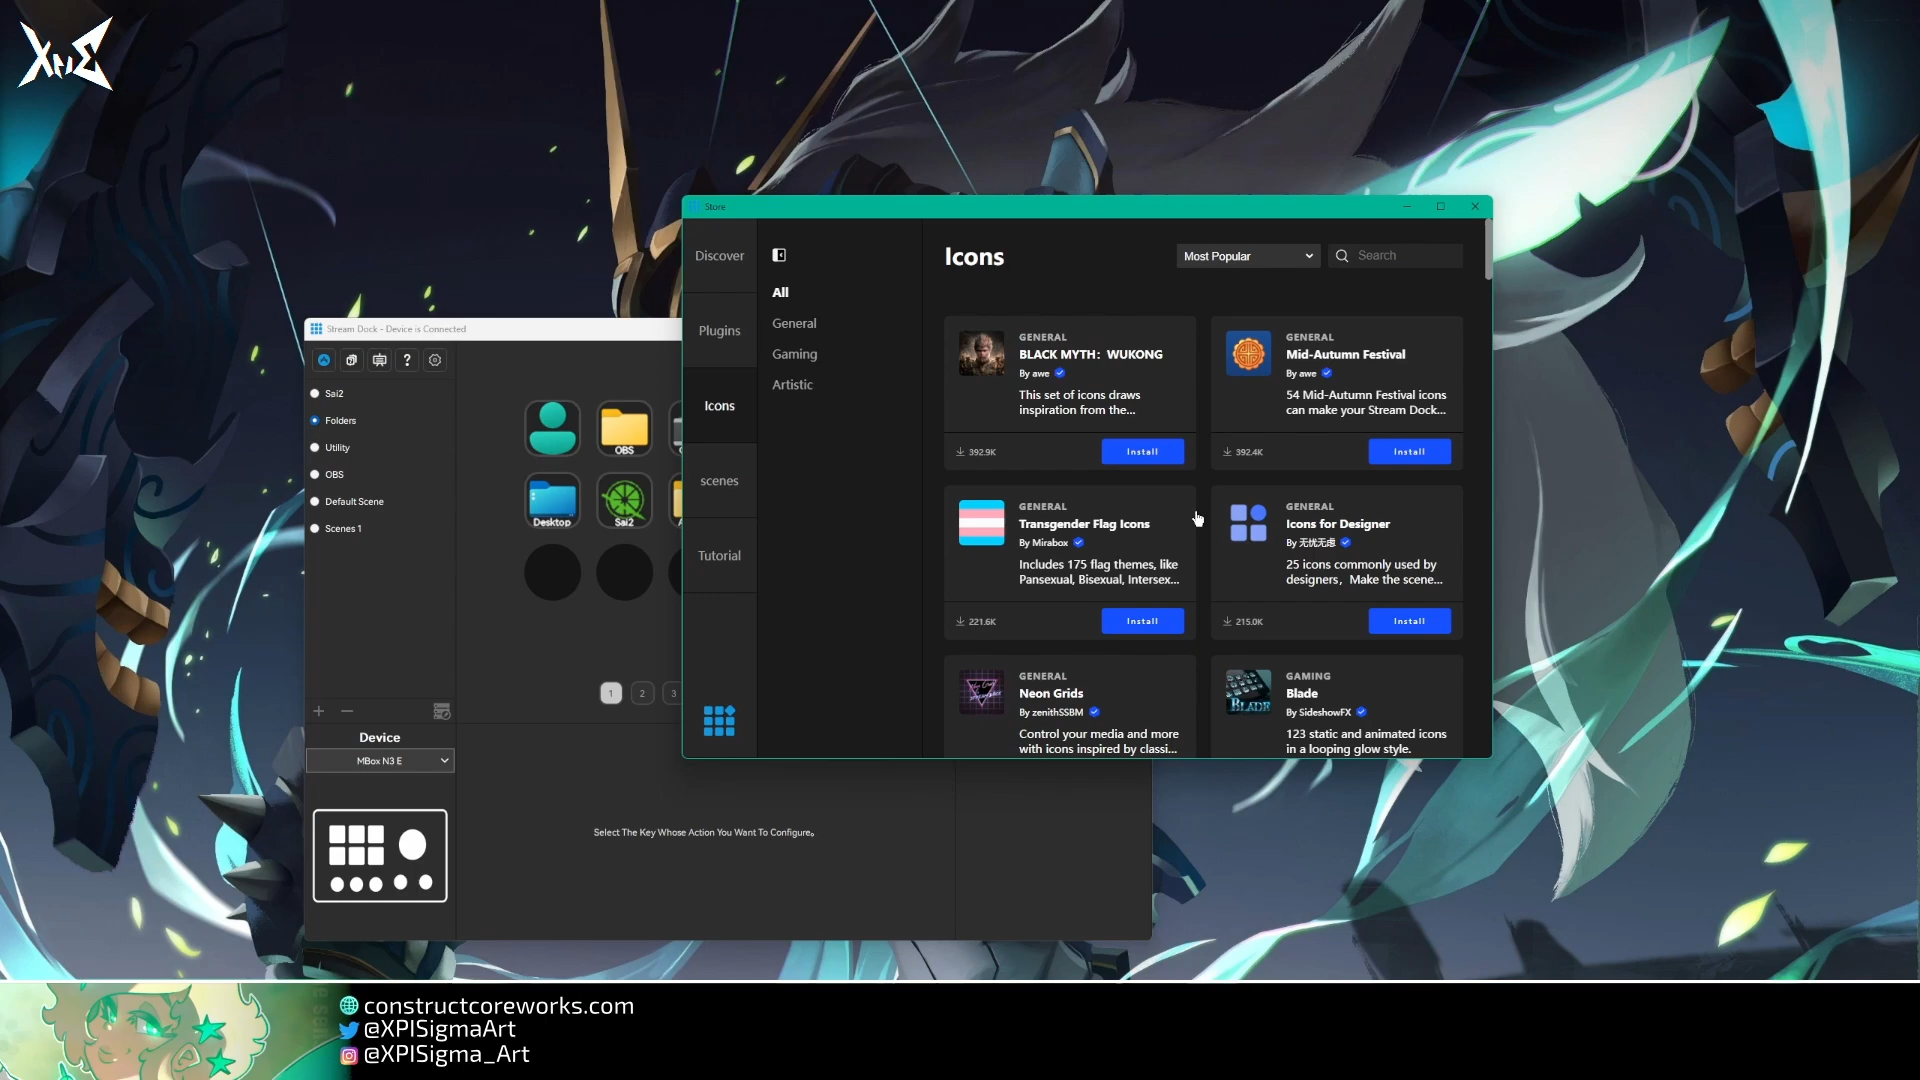 Store
Discover
Plugins
Icons
scenes
Tutorial
All
General
Gaming
Artistic
Icons
Most Popular
Search
GENERAL
BLACK MYTH：WUKONG
By awe
This set of icons draws
inspiration from the...
392.9K
Install
GENERAL
Mid-Autumn Festival
By awe
54 Mid-Autumn Festival icons
can make your Stream Dock...
392.4K
Install
GENERAL
Transgender Flag Icons
By Mirabox
Includes 175 flag themes, like
Pansexual, Bisexual, Intersex...
221.6K
Install
GENERAL
Icons for Designer
By 无忧无虑
25 icons commonly used by
designers，Make the scene...
215.0K
Install
GENERAL
Neon Grids
By zenithSSBM
Control your media and more
with icons inspired by classi...
GAMING
Blade
By SideshowFX
123 static and animated icons
in a looping glow style.
BLADE
Stream Dock - Device is Connected
?
Sai2
Folders
Utility
OBS
Default Scene
Scenes 1
OBS
Desktop
Sai2
1 2 3
Device
MBox N3 E
Select The Key Whose Action You Want To Configure。
constructcoreworks.com
@XPISigmaArt
@XPISigma_Art